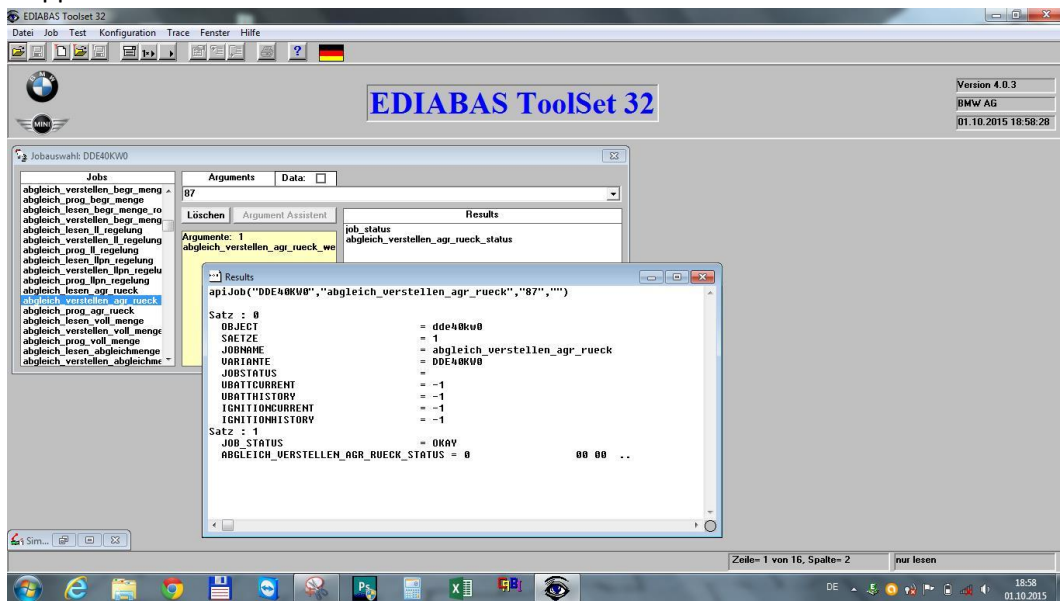 EDIABAS Toolset 32
Datei Job Test Konfiguration Trace Fenster Hilfe
EDIABAS ToolSet 32
Version 4.0.3
BMW AG
01.10.2015 18:58:28
MINI
Jobauswahl: DDE40KW0
Jobs
abgleich_verstellen_begr_meng
abgleich_prog_begr_menge
abgleich_lesen_begr_menge_ro
abgleich_verstellen_begr_meng
abgleich_lesen_ll_regelung
abgleich_verstellen_ll_regelung
abgleich_prog_ll_regelung
abgleich_lesen_llpn_regelung
abgleich_verstellen_llpn_regelu
abgleich_prog_llpn_regelung
abgleich_lesen_agr_rueck
abgleich_verstellen_agr_rueck
abgleich_prog_agr_rueck
abgleich_lesen_voll_menge
abgleich_verstellen_voll_menge
abgleich_prog_voll_menge
abgleich_lesen_abgleichmenge
abgleich_verstellen_abgleichme
Arguments Data:
87
Löschen Argument Assistent
Argumente: 1
abgleich_verstellen_agr_rueck_we
Results
job_status
abgleich_verstellen_agr_rueck_status
Results
apiJob("DDE40KW0","abgleich_verstellen_agr_rueck","87","")
Satz : 0
OBJECT = dde40kw0
SAETZE = 1
JOBNAME = abgleich_verstellen_agr_rueck
VARIANTE = DDE40KW0
JOBSTATUS =
UBATTCURRENT = -1
UBATTHISTORY = -1
IGNITIONCURRENT = -1
IGNITIONHISTORY = -1
Satz : 1
JOB_STATUS = OKAY
ABGLEICH_VERSTELLEN_AGR_RUECK_STATUS = 0 00 00 ..
Sim...
Zeile= 1 von 16, Spalte= 2 nur lesen
DE
18:58
01.10.2015